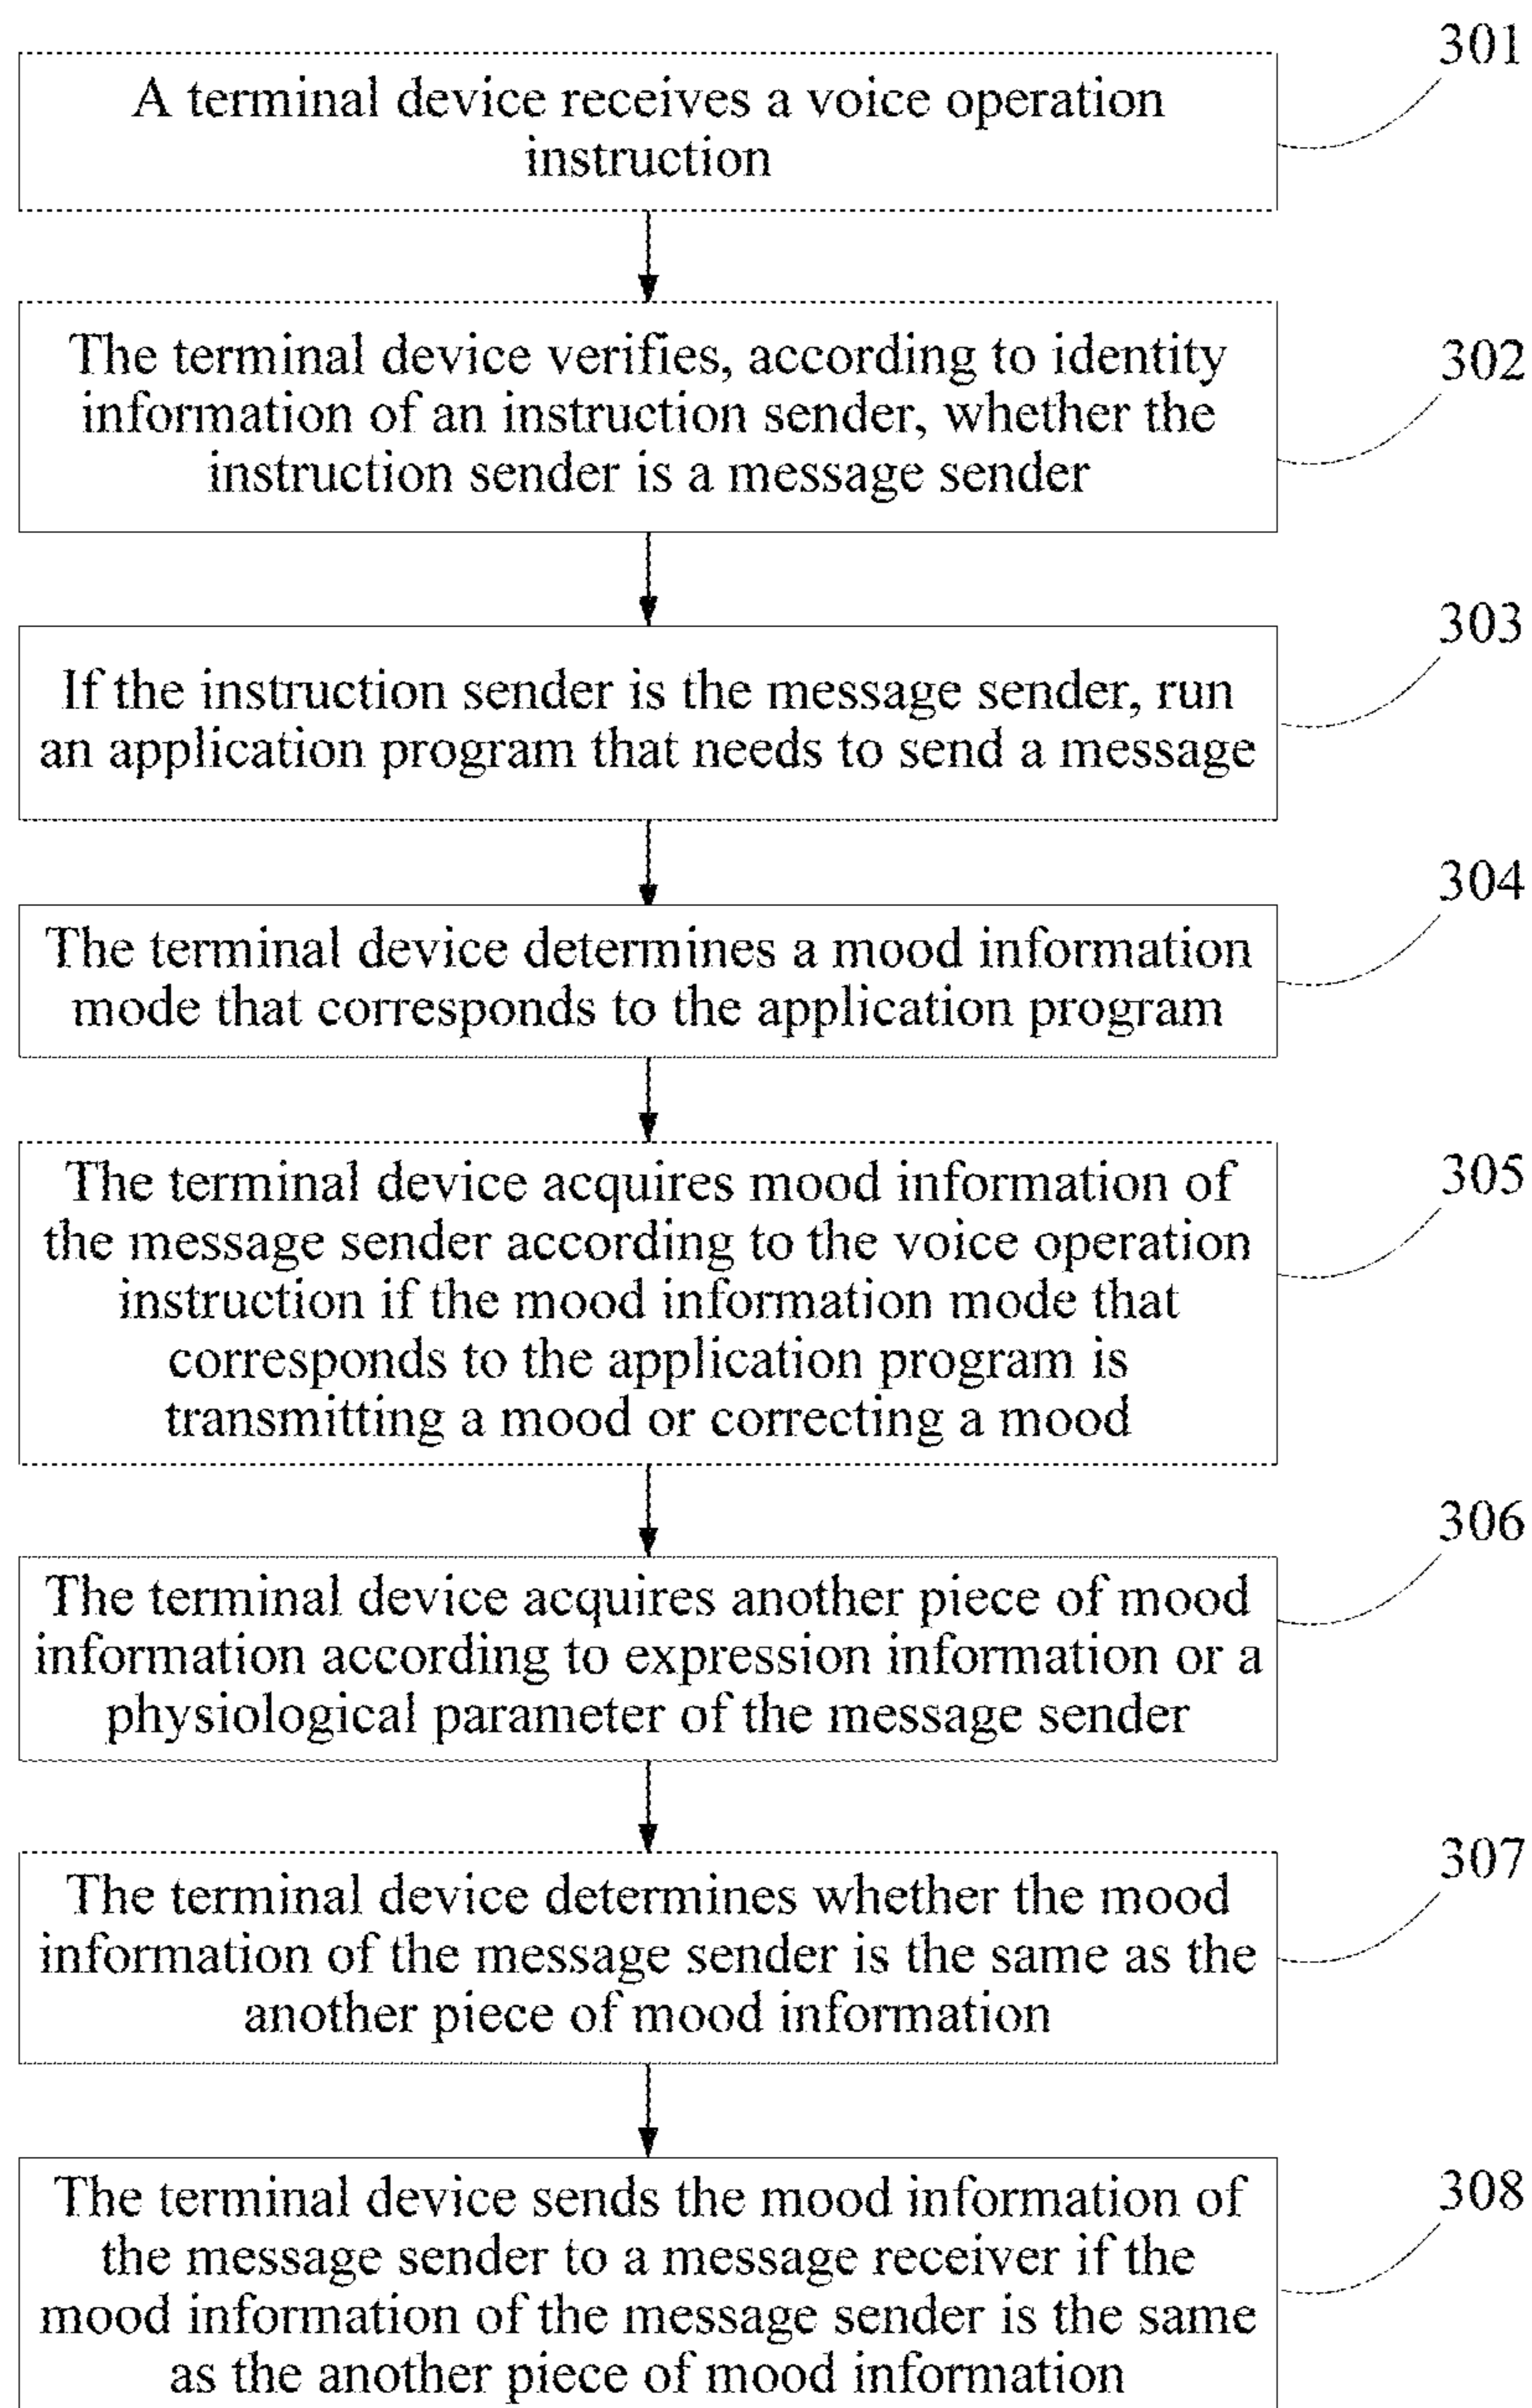 301
A terminal device receives a voice operation
instruction
302
The terminal device verifies, according to identity
information of an instruction sender, whether the
instruction sender is a message sender
303
If the instruction sender is the message sender, run
an application program that needs to send a message
304
The terminal device determines a mood information
mode that corresponds to the application program
305
The terminal device acquires mood information of
the message sender according to the voice operation
instruction if the mood information mode that
corresponds to the application program is
transmitting a mood or correcting a mood
306
The terminal device acquires another piece of mood
information according to expression information or a
physiological parameter of the message sender
307
The terminal device determines whether the mood
information of the message sender is the same as the
another piece of mood information
308
The terminal device sends the mood information of
the message sender to a message receiver if the
mood information of the message sender is the same
as the another piece of mood information